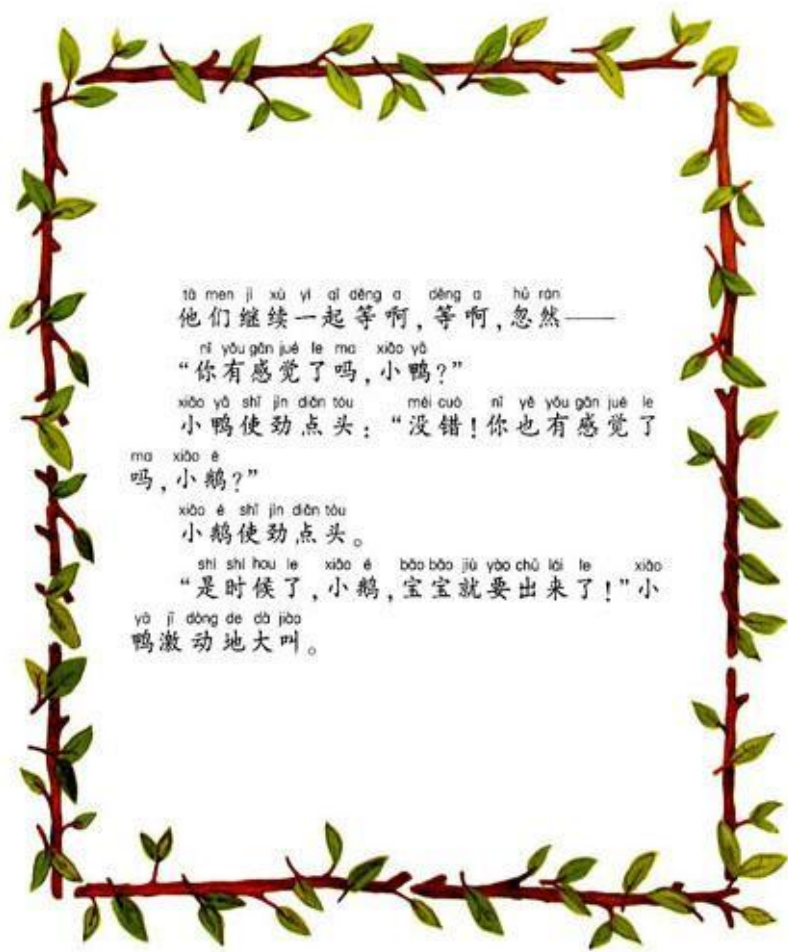 tā men jì xù yì qǐ děng a děng a hū rán
他们继续一起等啊,等啊,忽然——
nǐ yǒu gǎn jué le ma xiǎo yā
“你有感觉了吗,小鸭?”
xiǎo yā shǐ jìn diǎn tóu méi cuò nǐ yě yǒu gǎn jué le
小鸭使劲点头:“没错!你也有感觉了
ma xiǎo é
吗,小鹅?”
xiǎo é shǐ jìn diǎn tóu
小鹅使劲点头。
shì shí hou le xiǎo é bǎo bǎo jiù yào chū lái le xiǎo
“是时候了,小鹅,宝宝就要出来了!”小
yā jī dòng de dà jiào
鸭激动地大叫。